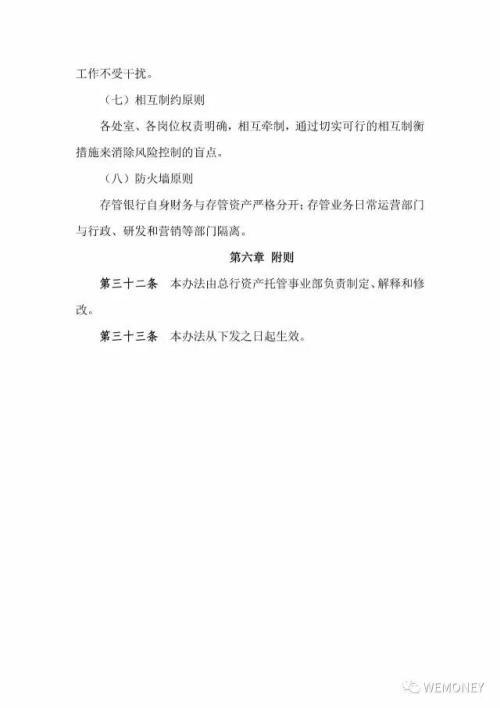 工作不受干扰。
（七）相互制约原则
各处室、各岗位权责明确，相互牵制，通过切实可行的相互制衡
措施来消除风险控制的盲点。
（八）防火墙原则
存管银行自身财务与存管资产严格分开；存管业务日常运营部门
与行政、研发和营销等部门隔离。
第六章 附则
第三十二条 本办法由总行资产托管事业部负责制定、解释和修
改。
第三十三条 本办法从下发之日起生效。
WEMONEY